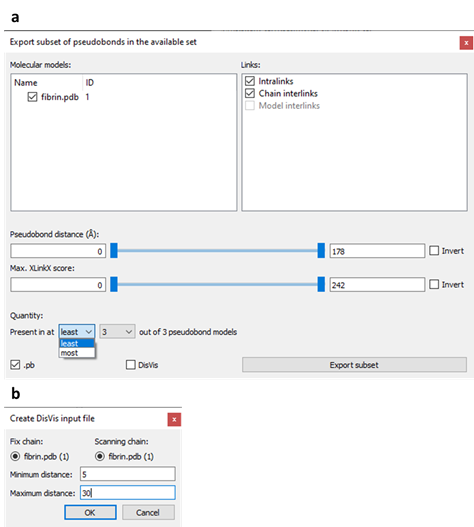 a
Export subset of pseudobonds in the available set
x
Molecular models:
Links:
Name ID
fibrin.pdb 1
Intralinks
Chain interlinks
Model interlinks
Pseudobond distance (Å):
0 178 Invert
Max. XLinkX score:
0 242 Invert
Quantity:
Present in at least 3 out of 3 pseudobond models
least
most
.pb DisVis Export subset
b
Create DisVis input file x
Fix chain: Scanning chain:
fibrin.pdb (1) fibrin.pdb (1)
Minimum distance: 5
Maximum distance: 30
OK Cancel